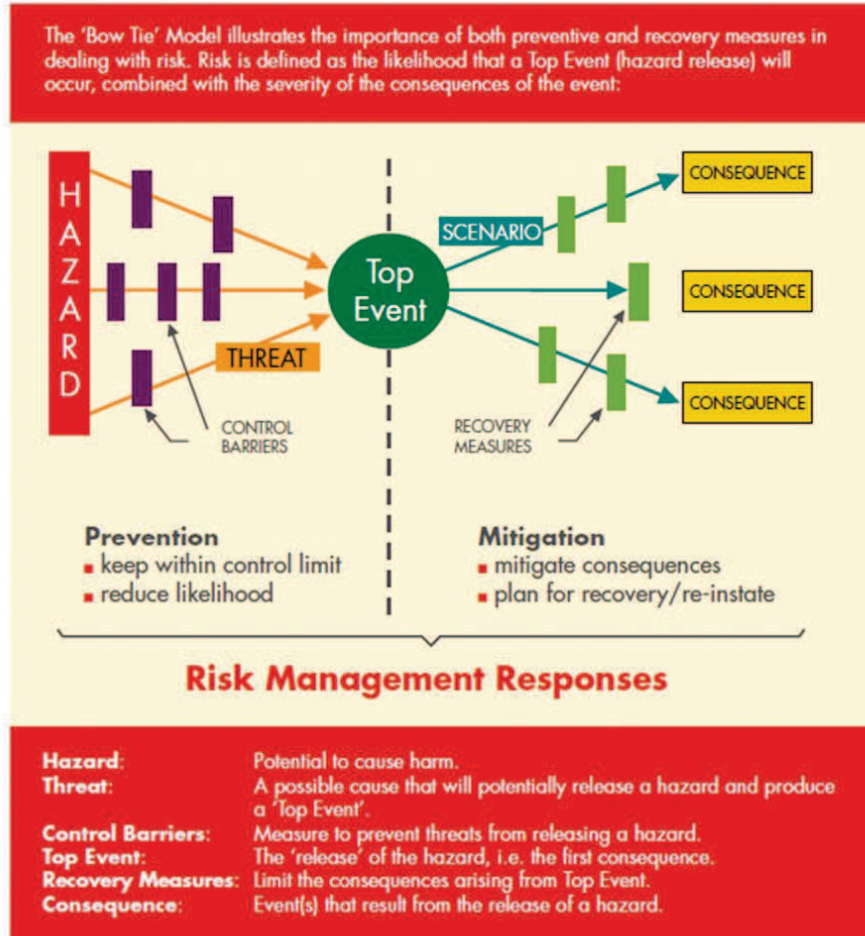 The 'Bow Tie' Model illustrates the importance of both preventive and recovery measures in
dealing with risk. Risk is defined as the likelihood that a Top Event (hazard release) will
occur, combined with the severity of the consequences of the event:
HAZARD
THREAT
CONTROL
BARRIERS
Top
Event
SCENARIO
RECOVERY
MEASURES
CONSEQUENCE
CONSEQUENCE
CONSEQUENCE
Prevention
▪ keep within control limit
▪ reduce likelihood
Mitigation
▪ mitigate consequences
▪ plan for recovery/re-instate
Risk Management Responses
Hazard: Potential to cause harm.
Threat: A possible cause that will potentially release a hazard and produce
a 'Top Event'.
Control Barriers: Measure to prevent threats from releasing a hazard.
Top Event: The 'release' of the hazard, i.e. the first consequence.
Recovery Measures: Limit the consequences arising from Top Event.
Consequence: Event(s) that result from the release of a hazard.